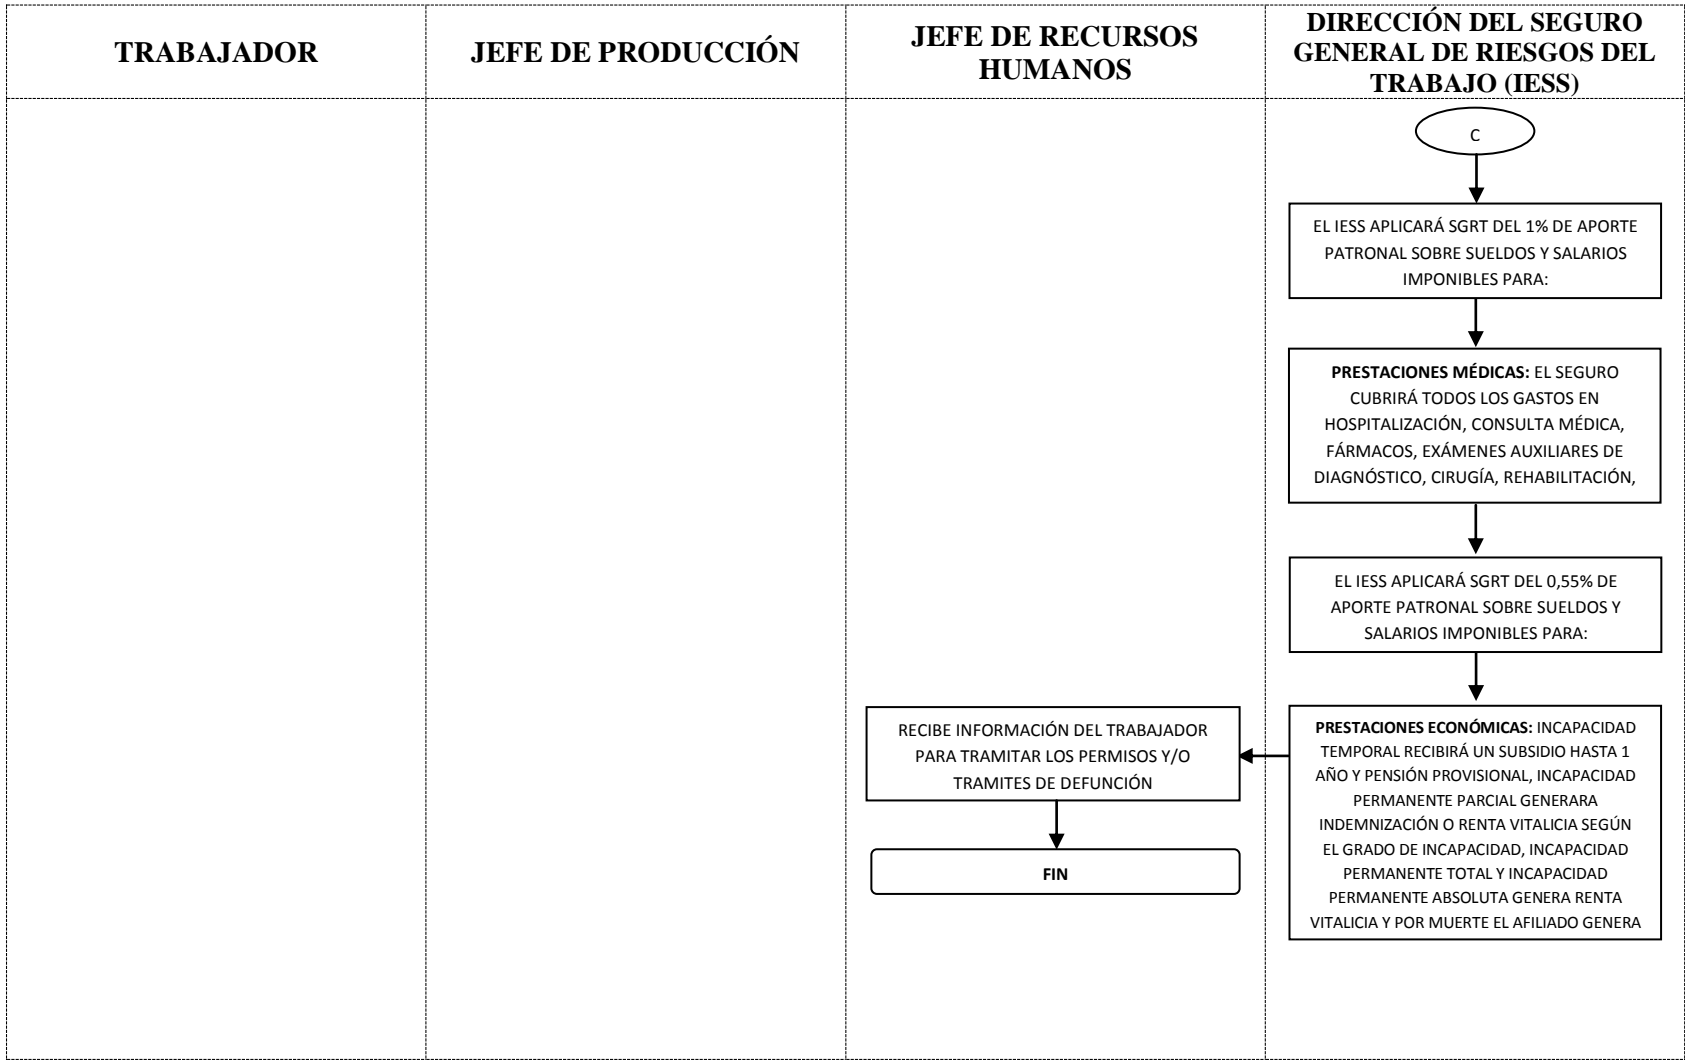 TRABAJADOR
JEFE DE PRODUCCIÓN
JEFE DE RECURSOS
HUMANOS
DIRECCIÓN DEL SEGURO
GENERAL DE RIESGOS DEL
TRABAJO (IESS)
C
EL IESS APLICARÁ SGRT DEL 1% DE APORTE
PATRONAL SOBRE SUELDOS Y SALARIOS
IMPONIBLES PARA:
PRESTACIONES MÉDICAS: EL SEGURO
CUBRIRÁ TODOS LOS GASTOS EN
HOSPITALIZACIÓN, CONSULTA MÉDICA,
FÁRMACOS, EXÁMENES AUXILIARES DE
DIAGNÓSTICO, CIRUGÍA, REHABILITACIÓN,
EL IESS APLICARÁ SGRT DEL 0,55% DE
APORTE PATRONAL SOBRE SUELDOS Y
SALARIOS IMPONIBLES PARA:
PRESTACIONES ECONÓMICAS: INCAPACIDAD
TEMPORAL RECIBIRÁ UN SUBSIDIO HASTA 1
AÑO Y PENSIÓN PROVISIONAL, INCAPACIDAD
PERMANENTE PARCIAL GENERARA
INDEMNIZACIÓN O RENTA VITALICIA SEGÚN
EL GRADO DE INCAPACIDAD, INCAPACIDAD
PERMANENTE TOTAL Y INCAPACIDAD
PERMANENTE ABSOLUTA GENERA RENTA
VITALICIA Y POR MUERTE EL AFILIADO GENERA
RECIBE INFORMACIÓN DEL TRABAJADOR
PARA TRAMITAR LOS PERMISOS Y/O
TRAMITES DE DEFUNCIÓN
FIN